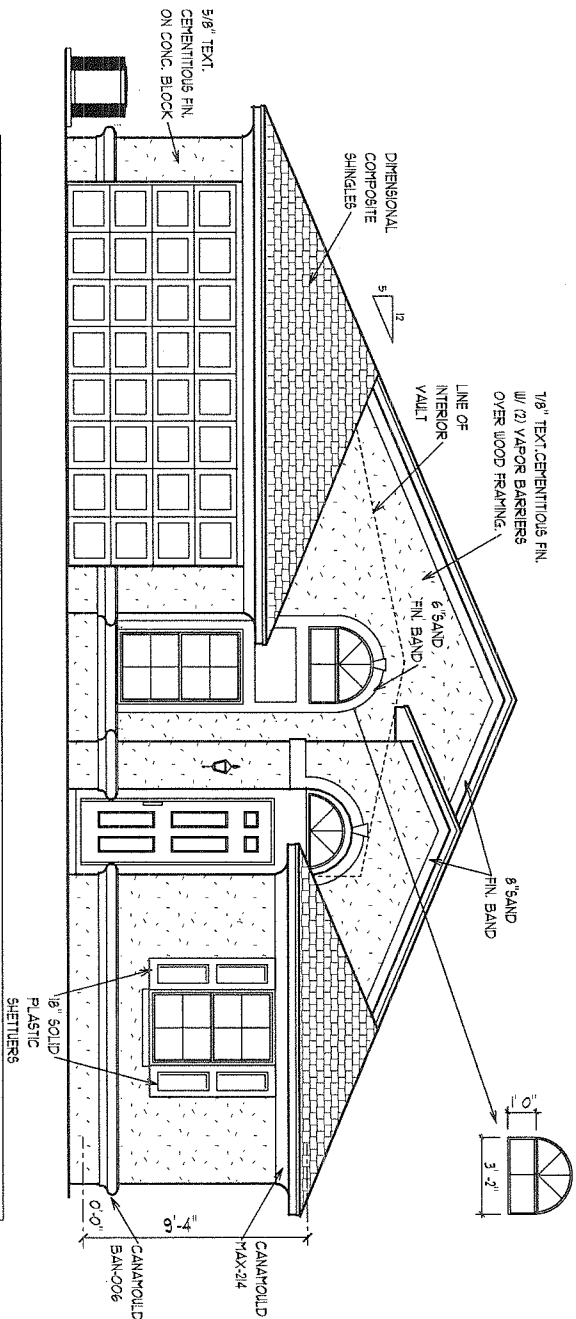 5/8" TEXT.
CEMENTITIOUS FIN.
ON CONC. BLOCK
DIMENSIONAL
COMPOSITE
SHINGLES
12
5
7/8" TEXT.CEMENTITIOUS FIN.
W/ (2) VAPOR BARRIERS
OVER WOOD FRAMING.
LINE OF
INTERIOR
VAULT
6"SAND
FIN. BAND
8"SAND
FIN. BAND
1'0"
3'-2"
18" SOLID
PLASTIC
SHETTUERS
9'-4"
0'-0"
CANAMOULD
MAX-214
CANAMOULD
BAN-006